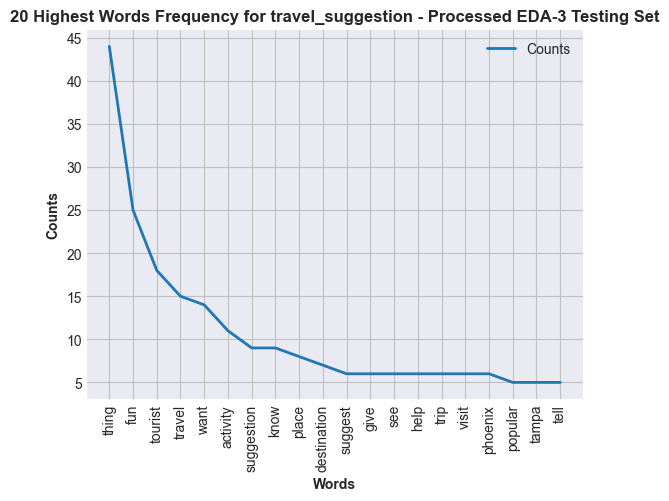 20 Highest Words Frequency for travel_suggestion - Processed EDA-3 Testing Set
Counts
45
40
35
30
25
20
15
10
5
Counts
thing
fun
tourist
travel
want
activity
suggestion
know
place
destination
suggest
give
see
help
trip
visit
phoenix
popular
tampa
tell
Words